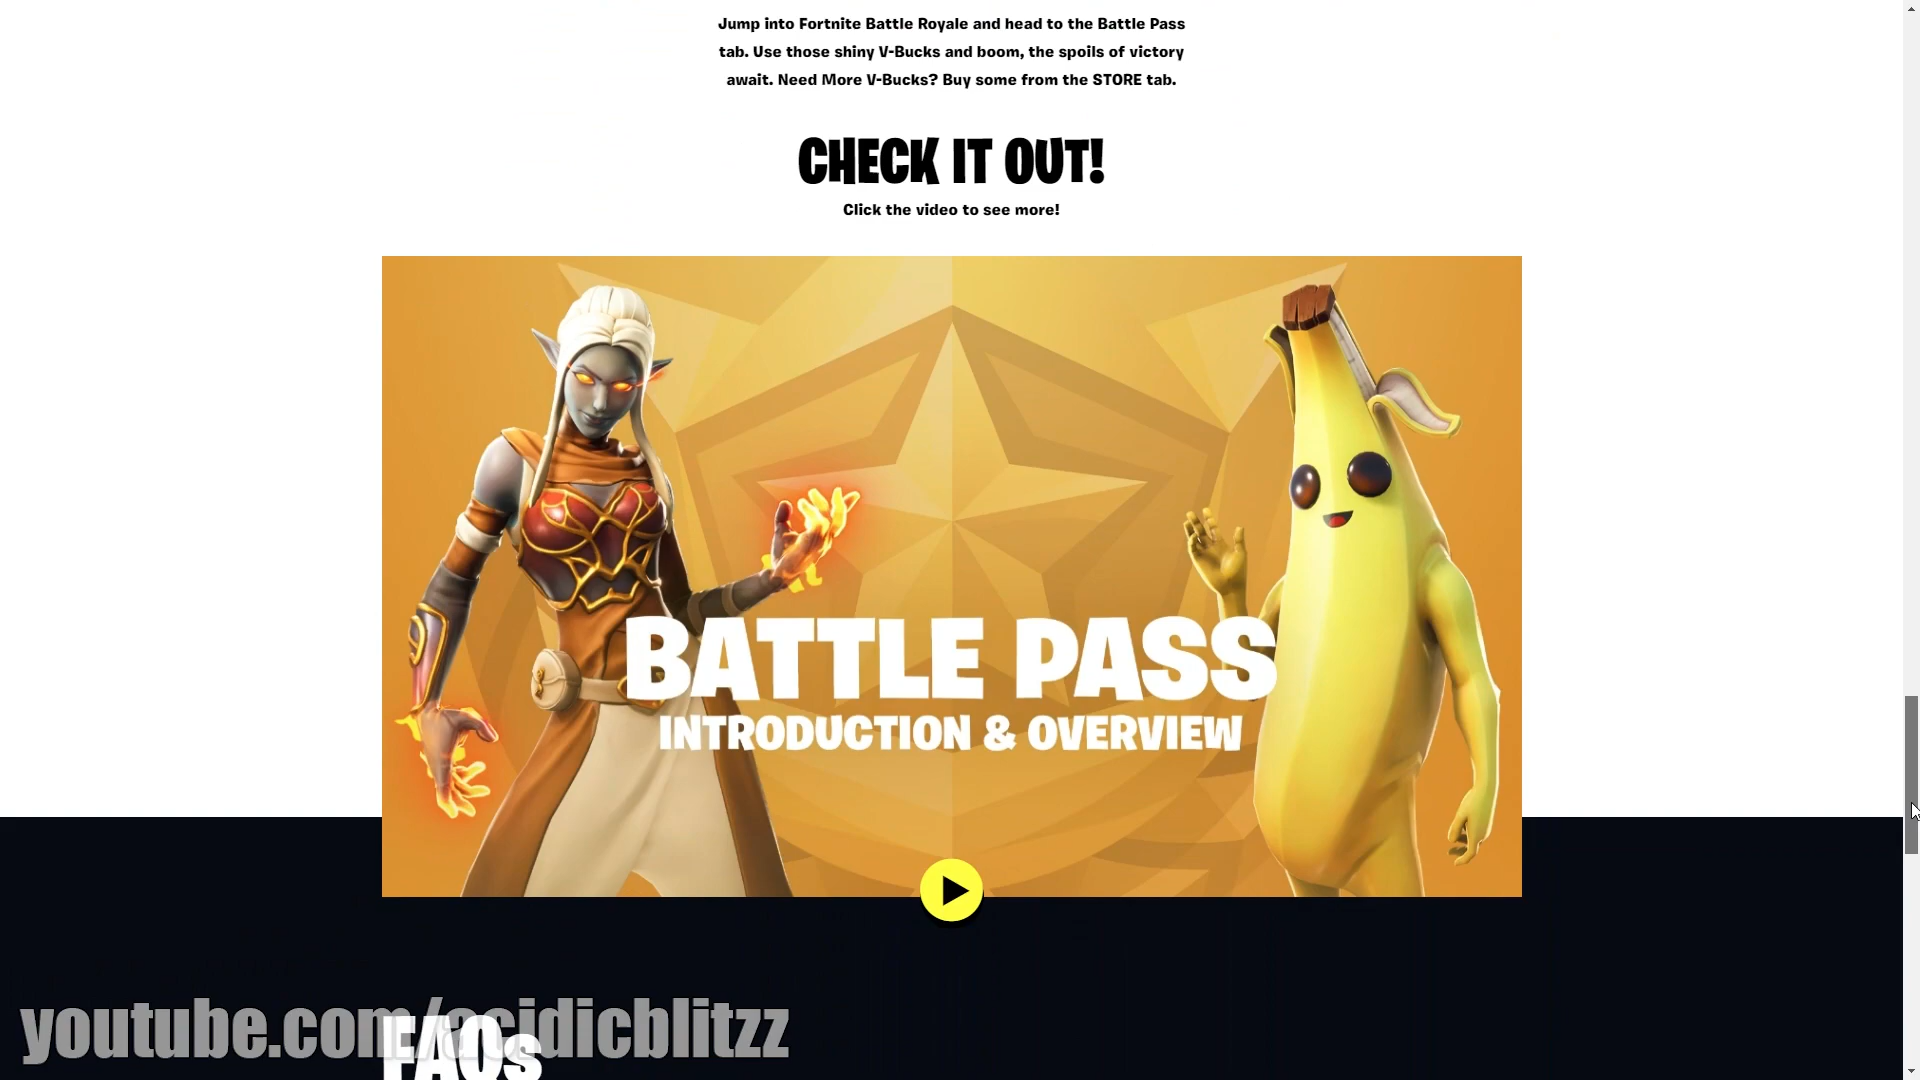 Jump into Fortnite Battle Royale and head to the Battle Pass
tab. Use those shiny V-Bucks and boom, the spoils of victory
await. Need More V-Bucks? Buy some from the STORE tab.
CHECK IT OUT!
Click the video to see more!
BATTLE PASS
INTRODUCTION & OVERVIEW
youtube.com/acidicblitzz
FAQs